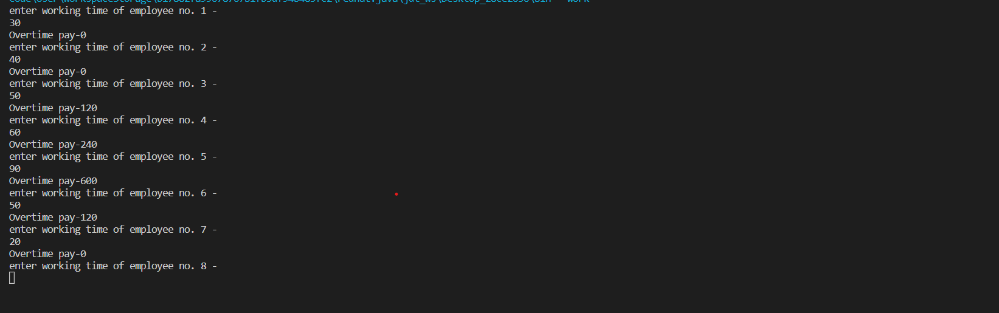 enter working time of employee no. 1 -
30
Overtime pay-0
enter working time of employee no. 2 -
40
Overtime pay-0
enter working time of employee no. 3 -
50
Overtime pay-120
enter working time of employee no. 4 -
60
Overtime pay-240
enter working time of employee no. 5 -
90
Overtime pay-600
enter working time of employee no. 6 -
50
Overtime pay-120
enter working time of employee no. 7 -
20
Overtime pay-0
enter working time of employee no. 8 -